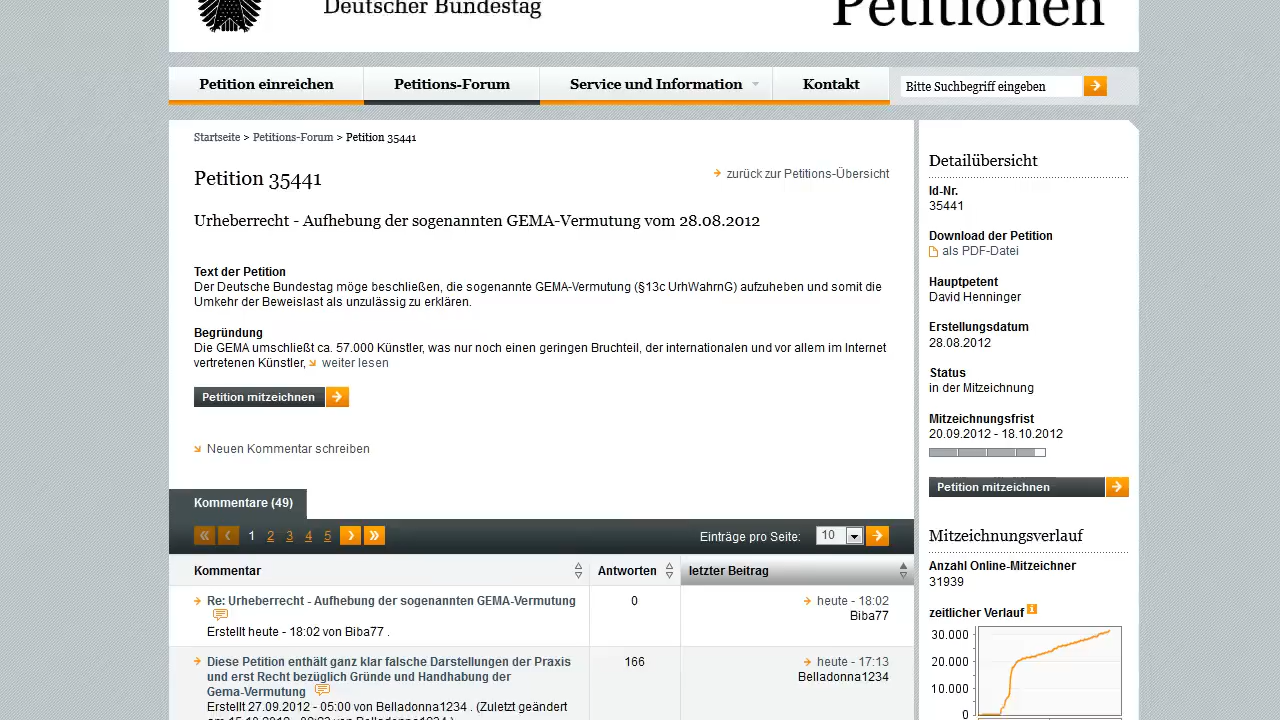 Deutscher Bundestag
Petitionen
Petition einreichen
Petitions-Forum
Service und Information
Kontakt
Bitte Suchbegriff eingeben
Startseite > Petitions-Forum > Petition 35441
Petition 35441
zurück zur Petitions-Übersicht
Urheberrecht - Aufhebung der sogenannten GEMA-Vermutung vom 28.08.2012
Text der Petition
Der Deutsche Bundestag möge beschließen, die sogenannte GEMA-Vermutung (§13c UrhWahrnG) aufzuheben und somit die
Umkehr der Beweislast als unzulässig zu erklären.
Begründung
Die GEMA umschließt ca. 57.000 Künstler, was nur noch einen geringen Bruchteil, der internationalen und vor allem im Internet
vertretenen Künstler, weiter lesen
Petition mitzeichnen
Neuen Kommentar schreiben
Kommentare (49)
« ‹ 1 2 3 4 5 › »
Einträge pro Seite: 10
Kommentar
Antworten
letzter Beitrag
Re: Urheberrecht - Aufhebung der sogenannten GEMA-Vermutung
Erstellt heute - 18:02 von Biba77 .
0
heute - 18:02
Biba77
Diese Petition enthält ganz klar falsche Darstellungen der Praxis
und erst Recht bezüglich Gründe und Handhabung der
Gema-Vermutung
Erstellt 27.09.2012 - 05:00 von Belladonna1234 . (Zuletzt geändert
166
heute - 17:13
Belladonna1234
Detailübersicht
Id-Nr.
35441
Download der Petition
als PDF-Datei
Hauptpetent
David Henninger
Erstellungsdatum
28.08.2012
Status
in der Mitzeichnung
Mitzeichnungsfrist
20.09.2012 - 18.10.2012
Petition mitzeichnen
Mitzeichnungsverlauf
Anzahl Online-Mitzeichner
31939
zeitlicher Verlauf
30.000
20.000
10.000
0